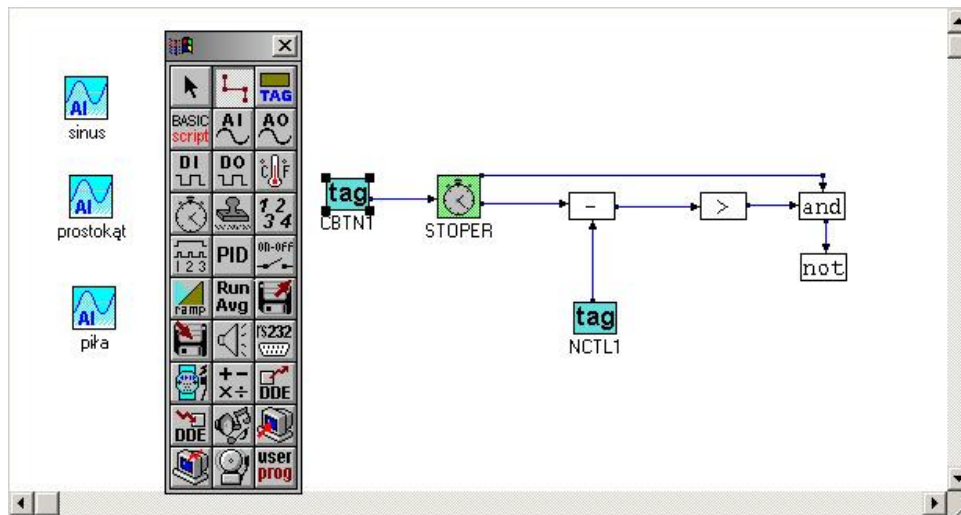 AI
sinus
AI
prostokąt
AI
piła
TAG
BASIC
script
AI
AO
DI
DO
°C °F
1 2
3 4
1 2 3
PID
ON-OFF
ramp
Run
Avg
rs232
+ -
× ÷
DDE
DDE
user
prog
tag
CBTN1
STOPER
-
>
and
not
tag
NCTL1